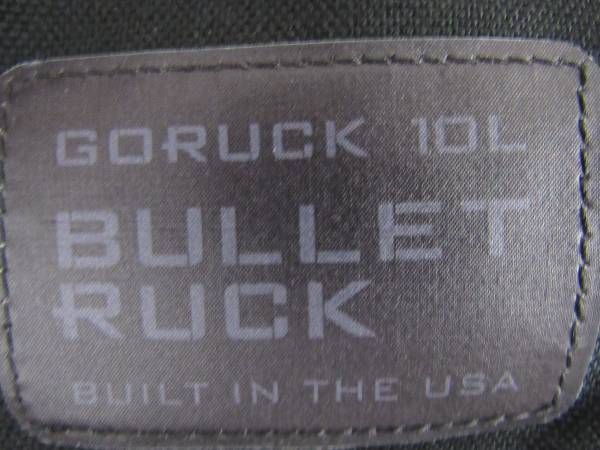 GORUCK 10L
BULLET
RUCK
BUILT IN THE USA